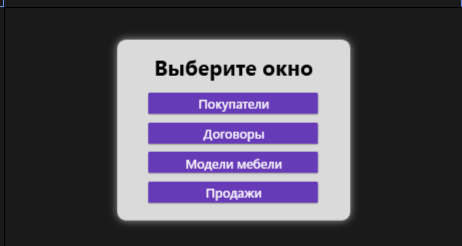 Выберите окно
Покупатели
Договоры
Модели мебели
Продажи